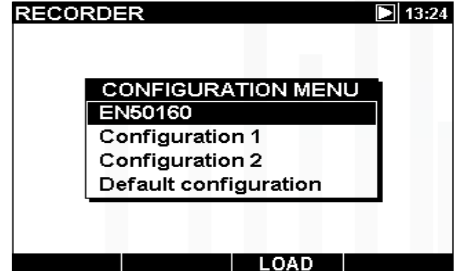 RECORDER 13:24
CONFIGURATION MENU
EN50160
Configuration 1
Configuration 2
Default configuration
LOAD